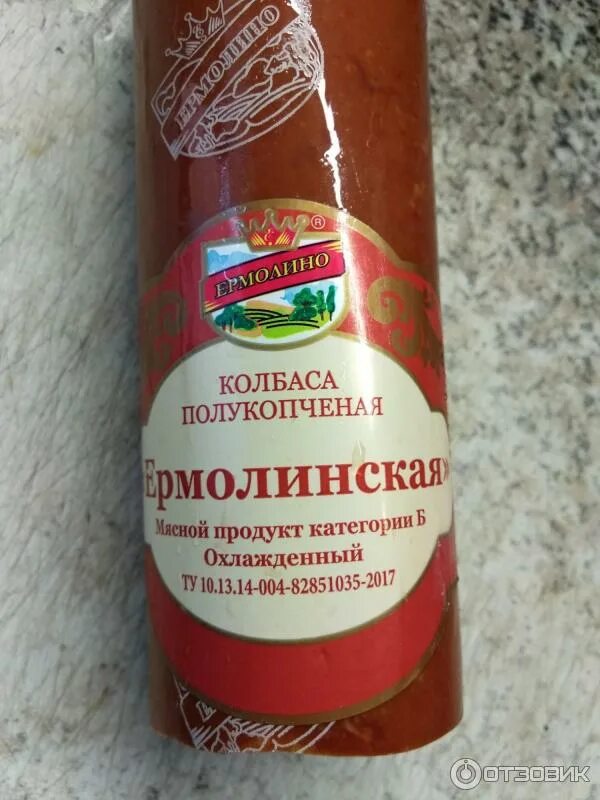 ЕРМОЛИНО
®
ЕРМОЛИНО
КОЛБАСА
ПОЛУКОПЧЕНАЯ
Ермолинская»
Мясной продукт категории Б
Охлажденный
ТУ 10.13.14-004-82851035-2017
ОТЗОВИК